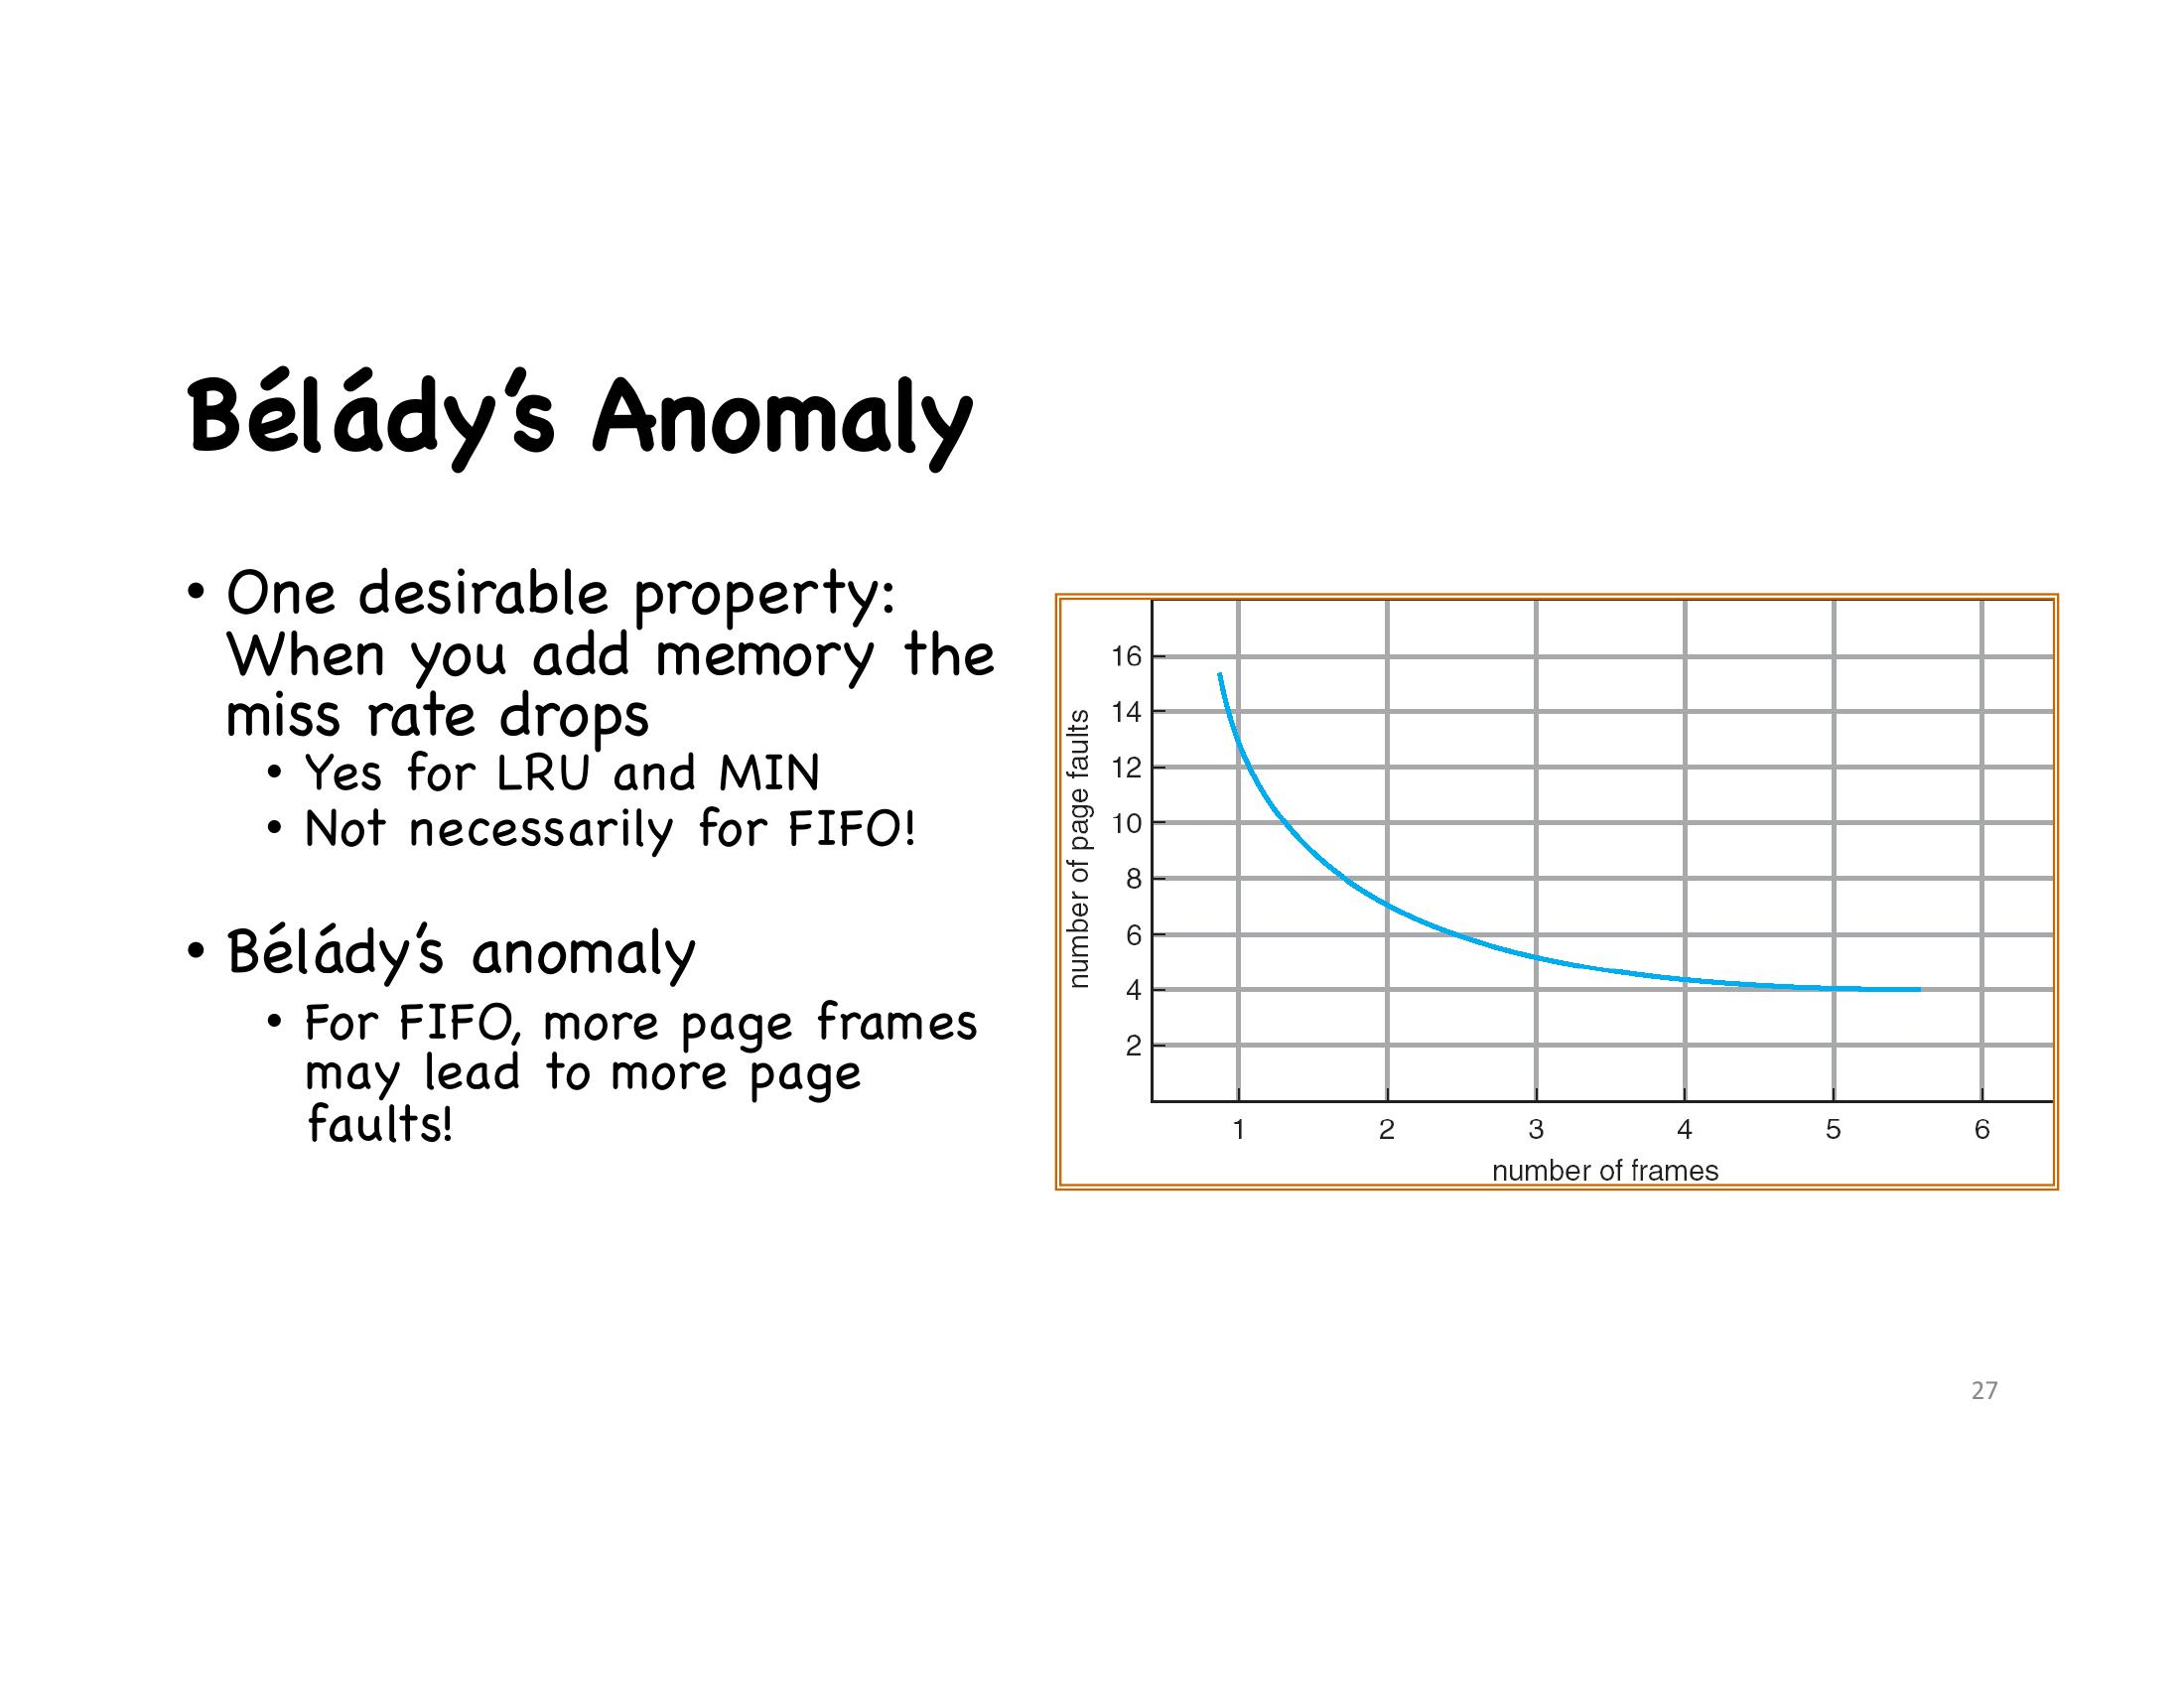 Bélády's Anomaly
• One desirable property:
When you add memory the
miss rate drops
• Yes for LRU and MIN
• Not necessarily for FIFO!
• Bélády's anomaly
• For FIFO, more page frames
may lead to more page
faults!
number of page faults
16
14
12
10
8
6
4
2
1 2 3 4 5 6
number of frames
27